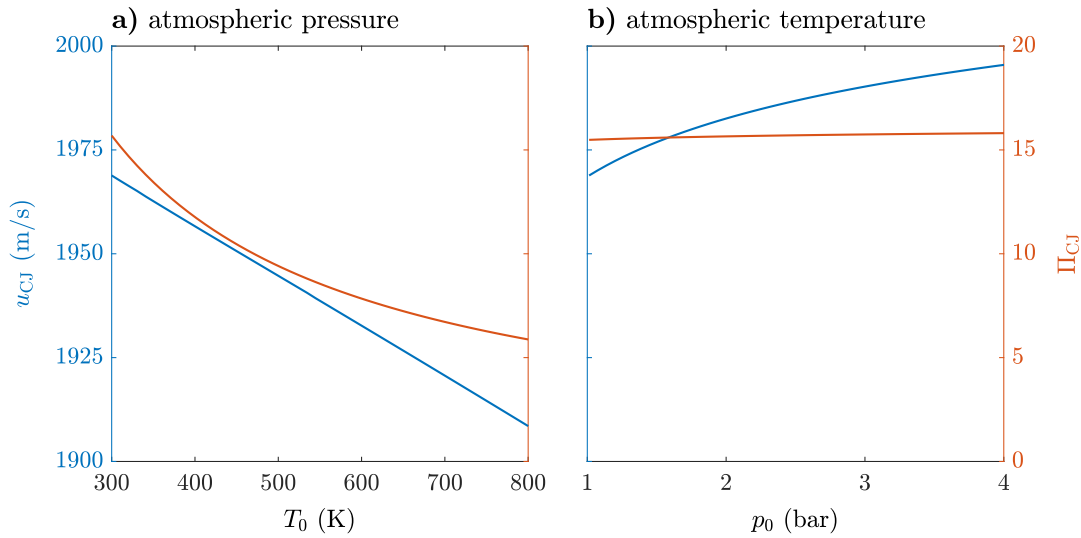 a) atmospheric pressure
b) atmospheric temperature
2000
1975
1950
1925
1900
u_CJ (m/s)
300 400 500 600 700 800
T_0 (K)
20
15
10
5
0
Π_CJ
1 2 3 4
p_0 (bar)